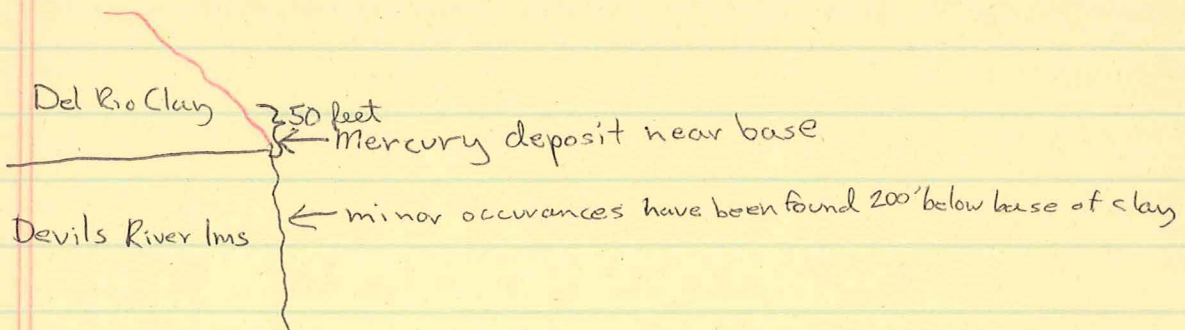 Del Rio Clay
50 feet
Mercury deposit near base
minor occurances have been found 200' below base of clay
Devils River lms